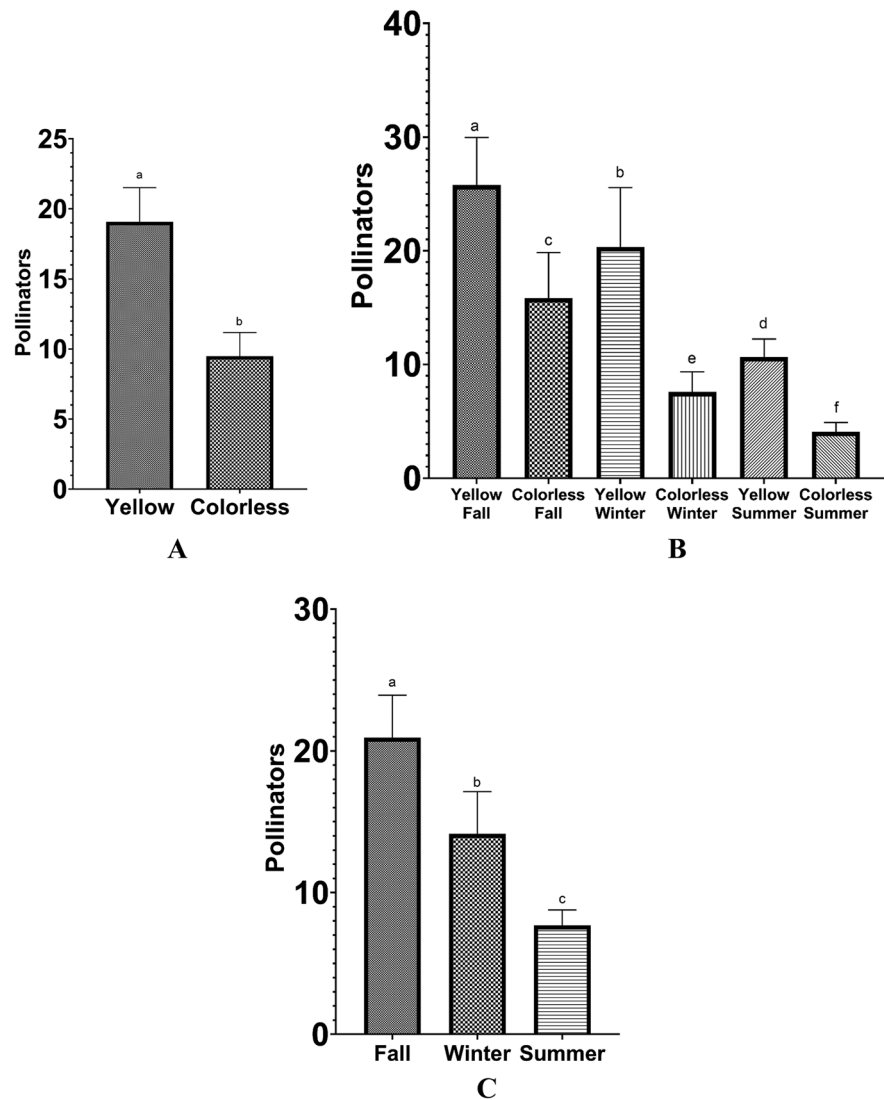 Pollinators
25
20
15
10
5
0
a
b
Yellow Colorless
A
Pollinators
40
30
20
10
0
a
c
b
e
d
f
Yellow Colorless Yellow Colorless Yellow Colorless
Fall Fall Winter Winter Summer Summer
B
Pollinators
30
20
10
0
a
b
c
Fall Winter Summer
C